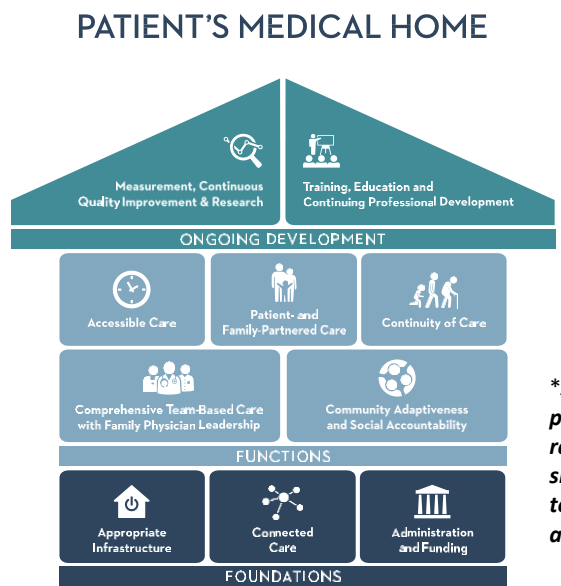 PATIENT'S MEDICAL HOME
Measurement, Continuous
Quality Improvement & Research
Training, Education and
Continuing Professional Development
ONGOING DEVELOPMENT
Accessible Care
Patient- and
Family-Partnered Care
Continuity of Care
Comprehensive Team-Based Care
with Family Physician Leadership
Community Adaptiveness
and Social Accountability
FUNCTIONS
Appropriate
Infrastructure
Connected
Care
Administration
and Funding
FOUNDATIONS